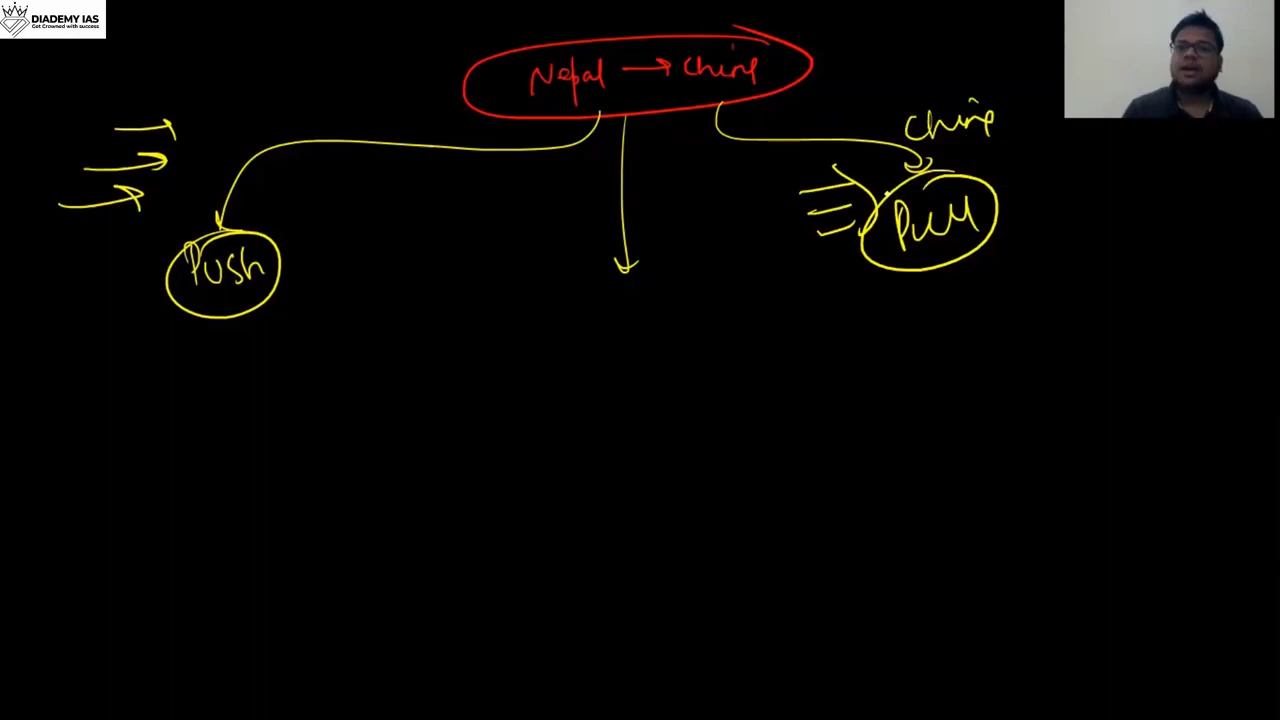 DIADEMY IAS
Get Crowned with success
Nepal → China
China
Push
Pull